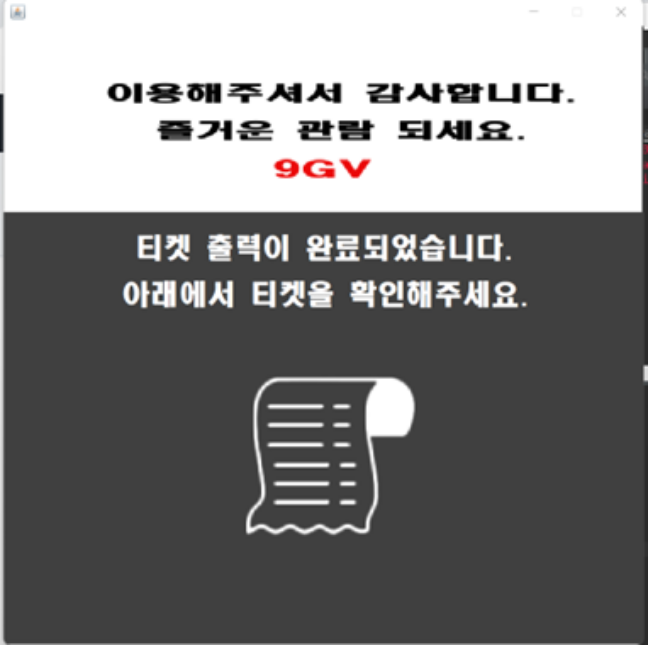 이용해주셔서 감사합니다.
즐거운 관람 되세요.
9GV
티켓 출력이 완료되었습니다.
아래에서 티켓을 확인해주세요.